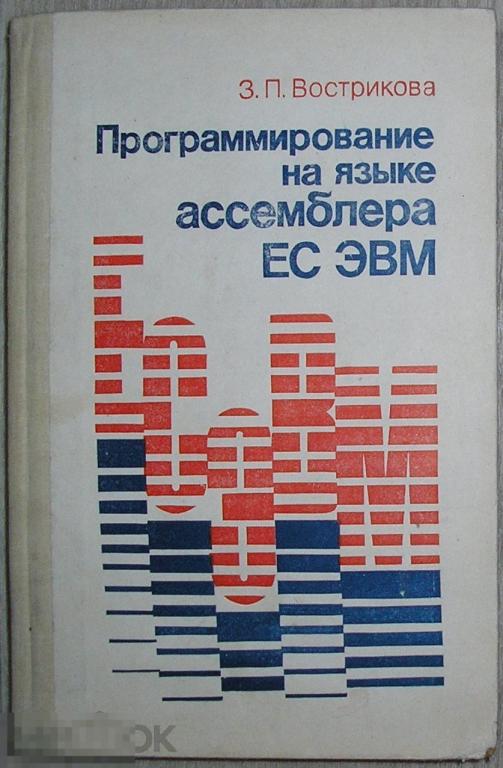 З. П. Вострикова
Программирование
на языке
ассемблера
ЕС ЭВМ